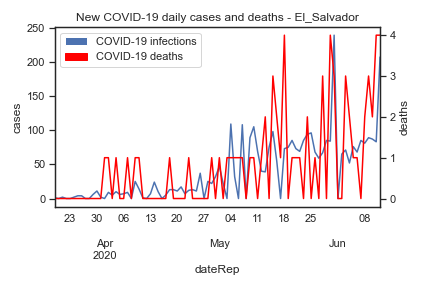 New COVID-19 daily cases and deaths - El_Salvador
COVID-19 infections
COVID-19 deaths
250
200
150
100
50
0
cases
4
3
2
1
0
deaths
23 30 06 13 20 27 04 11 18 25 08
Apr May Jun
2020
dateRep